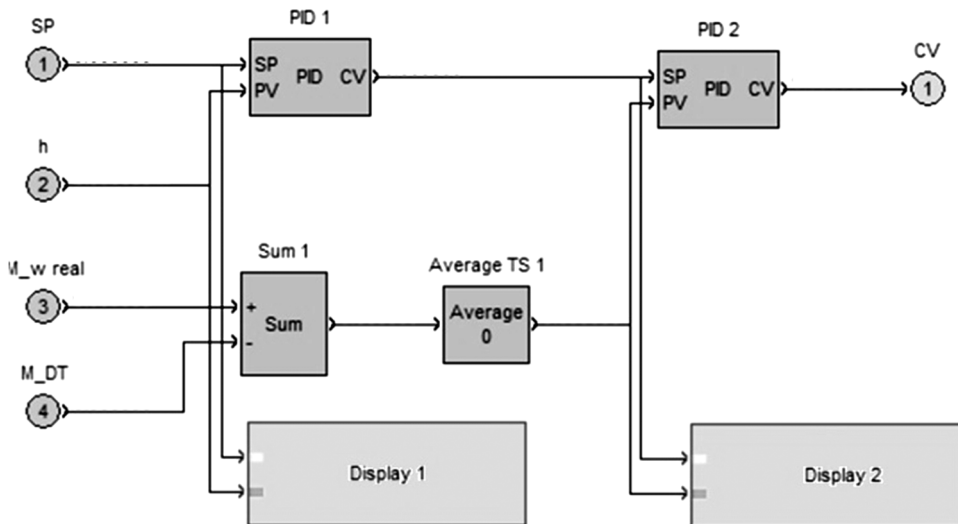 SP
1
h
2
M_w real
3
M_DT
4
PID 1
SP
PV
PID
CV
Sum 1
+
-
Sum
Average TS 1
Average
0
PID 2
SP
PV
PID
CV
CV
1
Display 1
Display 2